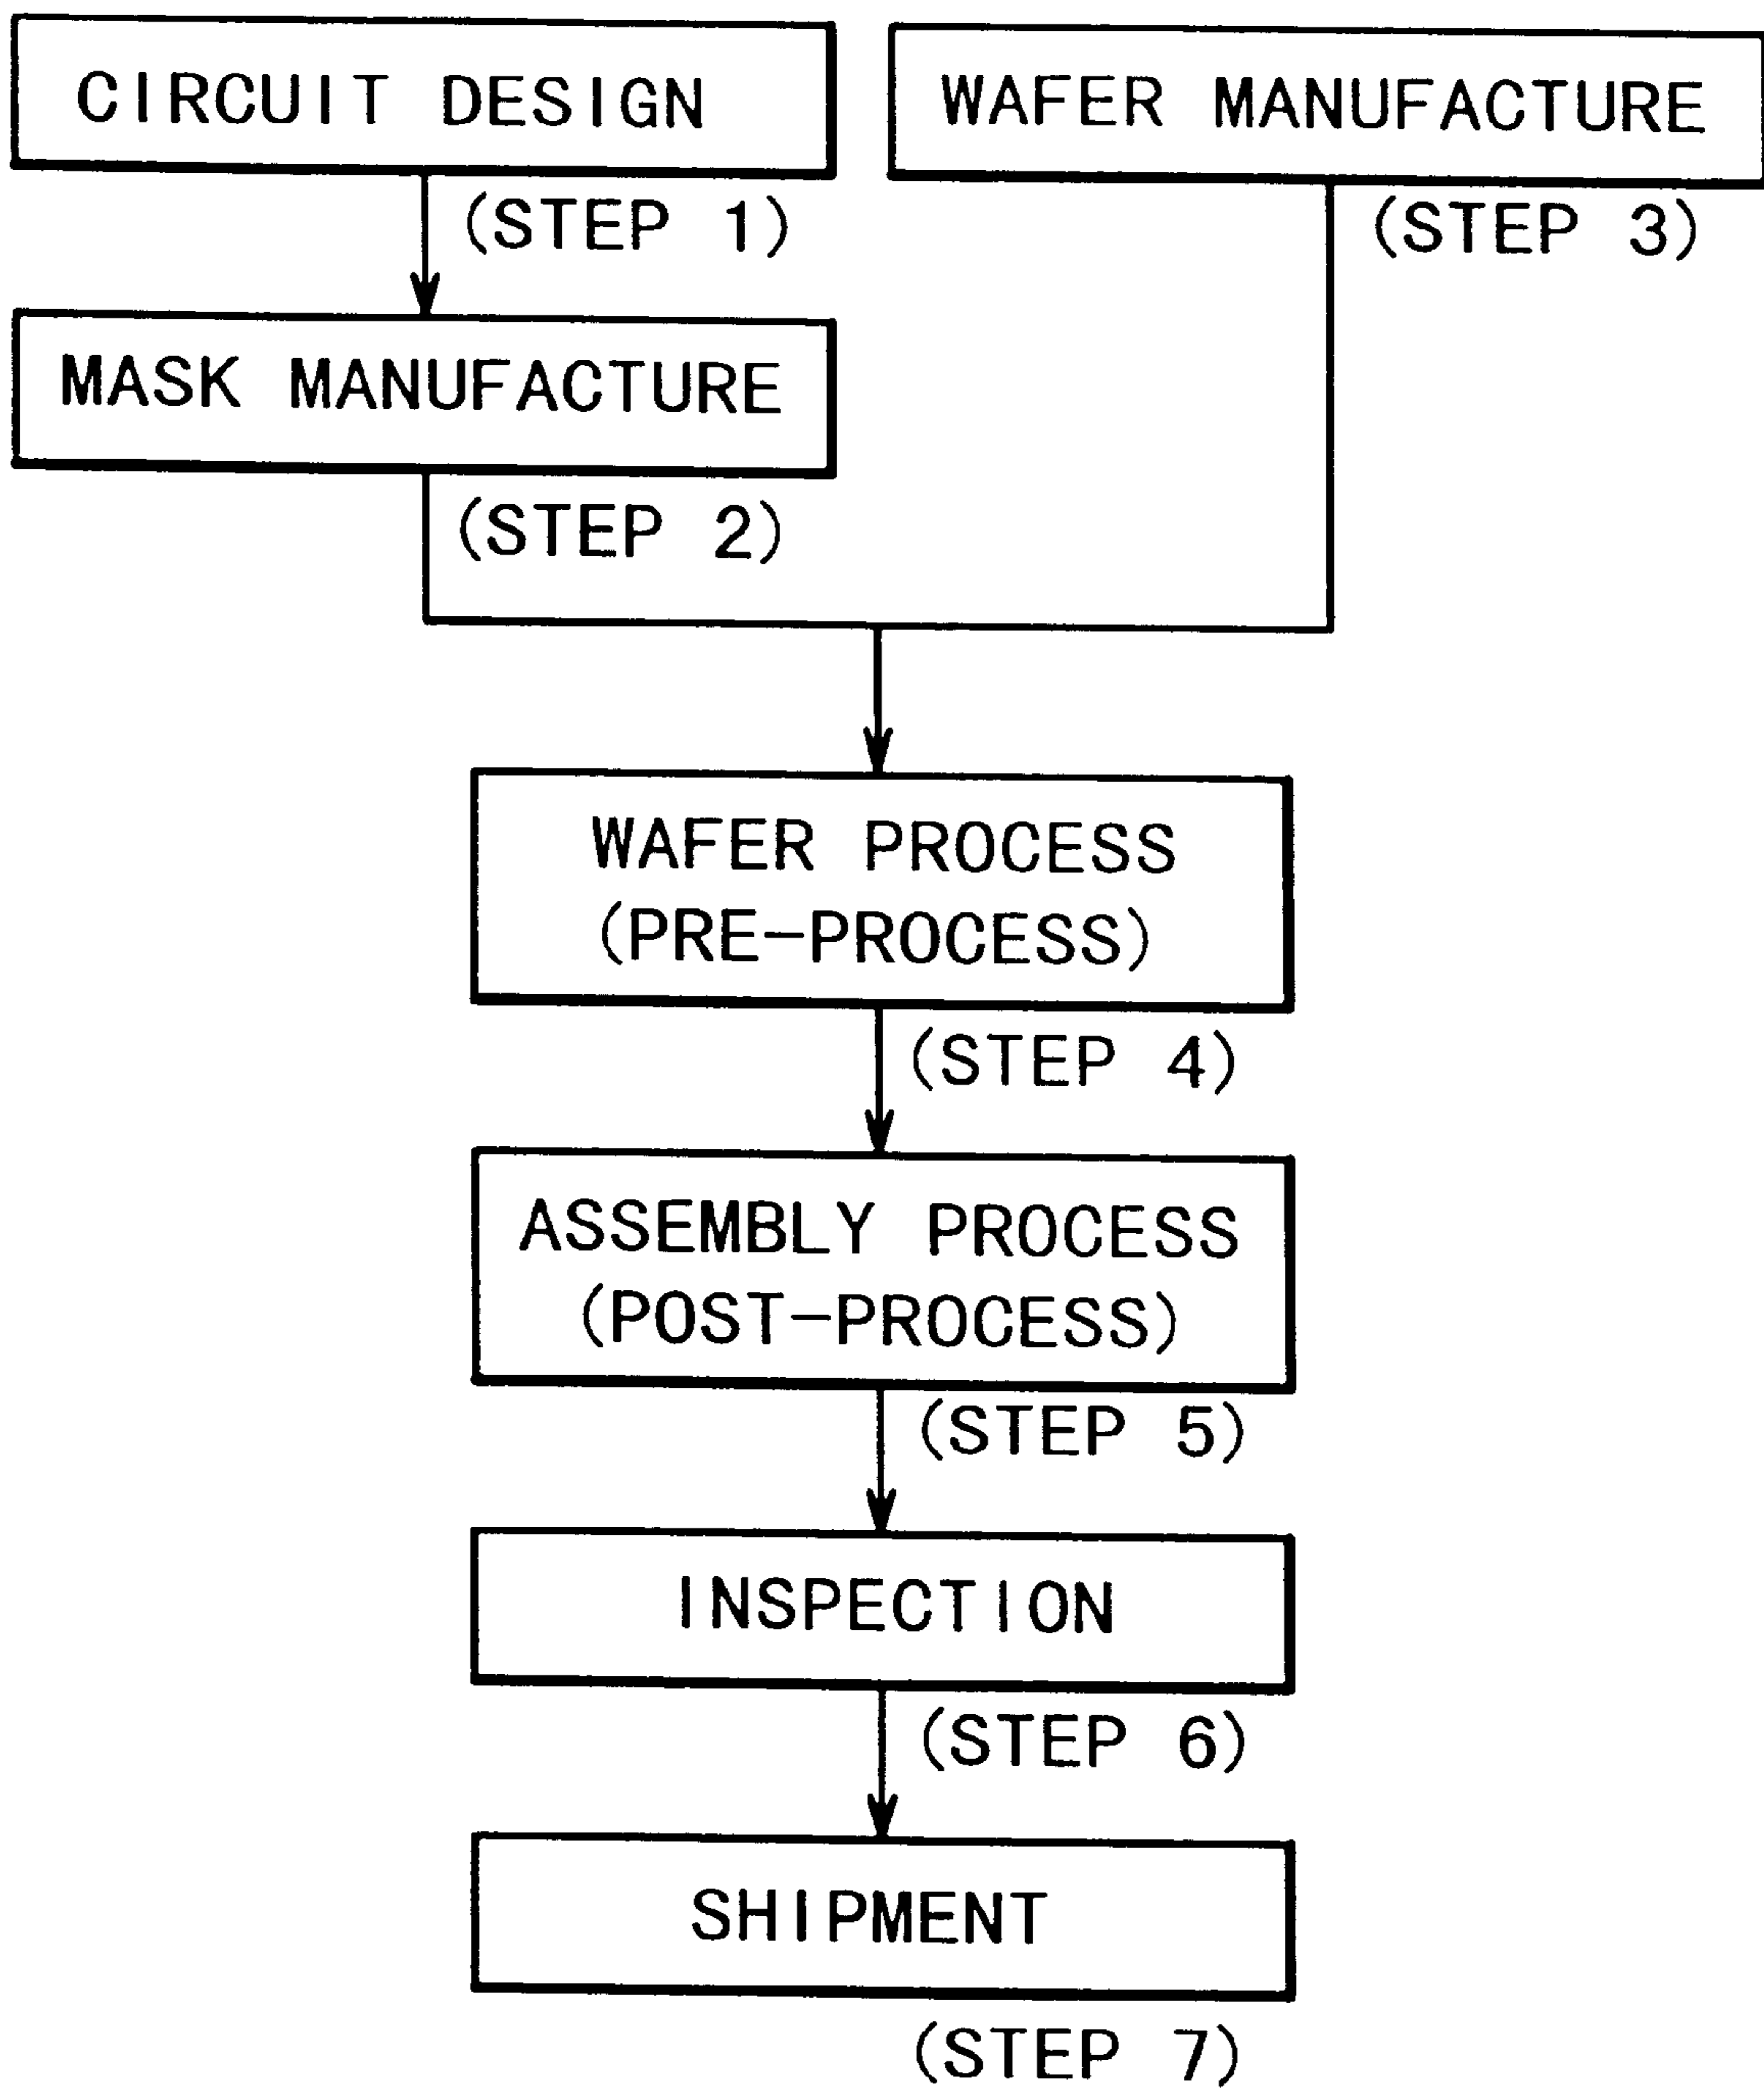 CIRCUIT DESIGN
(STEP 1)
WAFER MANUFACTURE
(STEP 3)
MASK MANUFACTURE
(STEP 2)
WAFER PROCESS
(PRE-PROCESS)
(STEP 4)
ASSEMBLY PROCESS
(POST-PROCESS)
(STEP 5)
INSPECTION
(STEP 6)
SHIPMENT
(STEP 7)